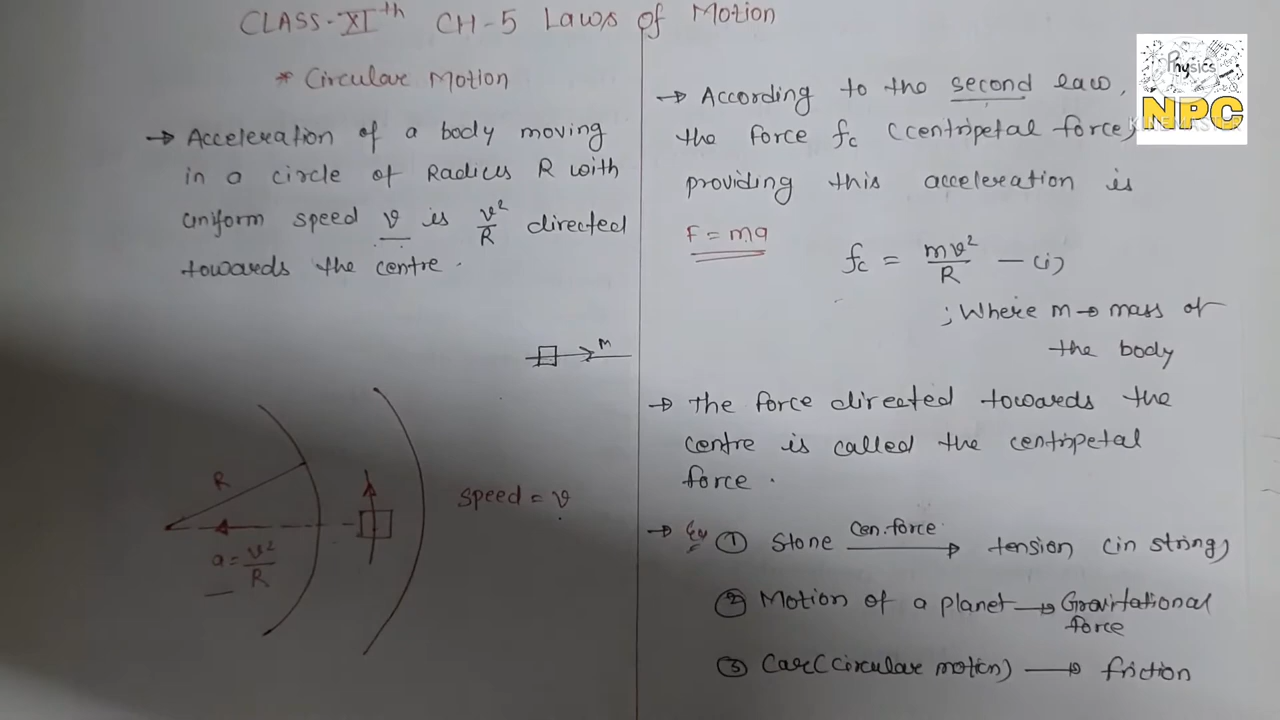 CLASS-XIth CH-5 Laws of Motion
* Circular Motion
→ Acceleration of a body moving
in a circle of Radius R with
uniform speed v is v²/R directed
towards the centre.
M
R
a = v²/R
Speed = v
→ According to the second law,
the force fc (centripetal force)
providing this acceleration is
F = ma
fc = mv²/R — (i)
; Where m → mass of
the body
→ The force directed towards the
centre is called the centripetal
force.
→ Ex ① Stone Cen. force → tension (in string)
② Motion of a planet → Gravitational
force
③ Car (circular motion) → friction
Physics
NPC